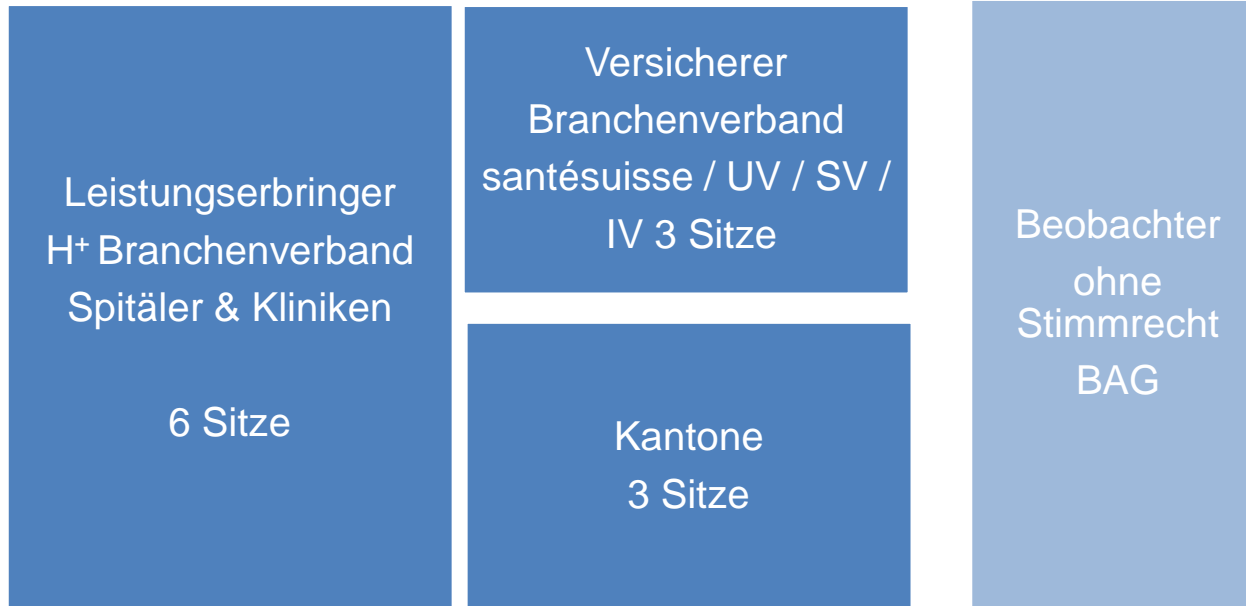 Leistungserbringer
H+ Branchenverband
Spitäler & Kliniken
6 Sitze
Versicherer
Branchenverband
santésuisse / UV / SV /
IV 3 Sitze
Kantone
3 Sitze
Beobachter
ohne
Stimmrecht
BAG